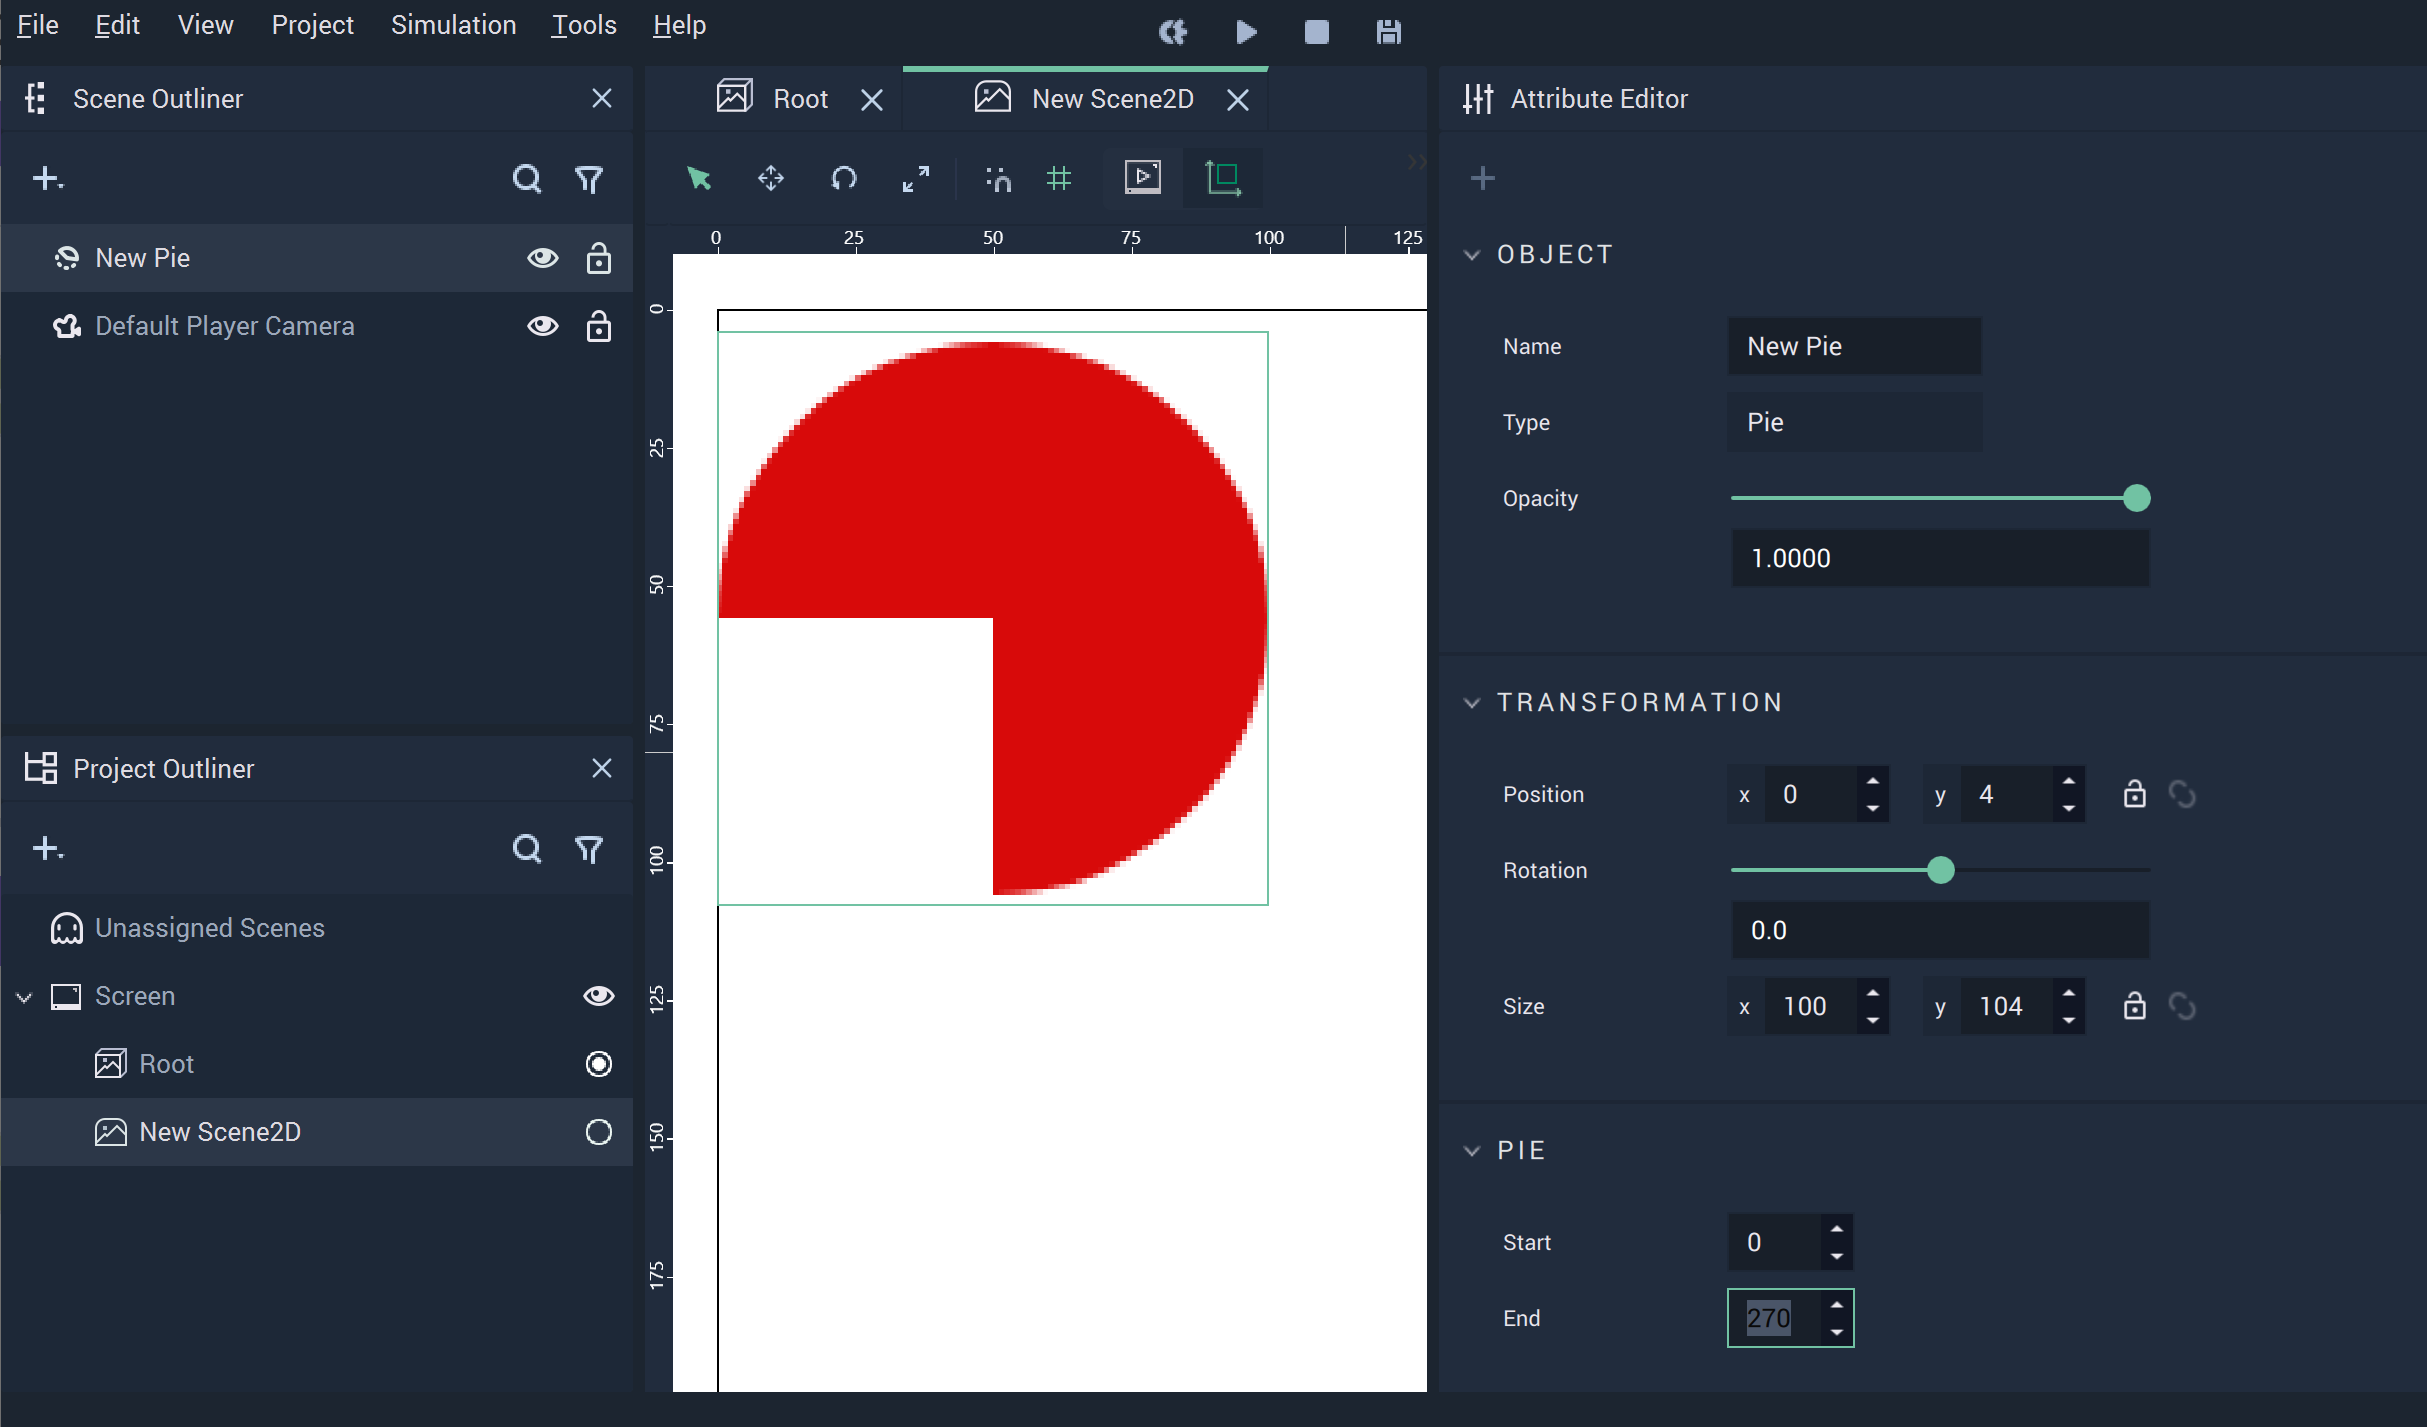 File Edit View Project Simulation Tools Help
Scene Outliner
New Pie
Default Player Camera
Project Outliner
Unassigned Scenes
Screen
Root
New Scene2D
Root New Scene2D
0 25 50 75 100 125
0
25
50
75
100
125
150
175
Attribute Editor
OBJECT
Name New Pie
Type Pie
Opacity
1.0000
TRANSFORMATION
Position x 0 y 4
Rotation
0.0
Size x 100 y 104
PIE
Start 0
End 270